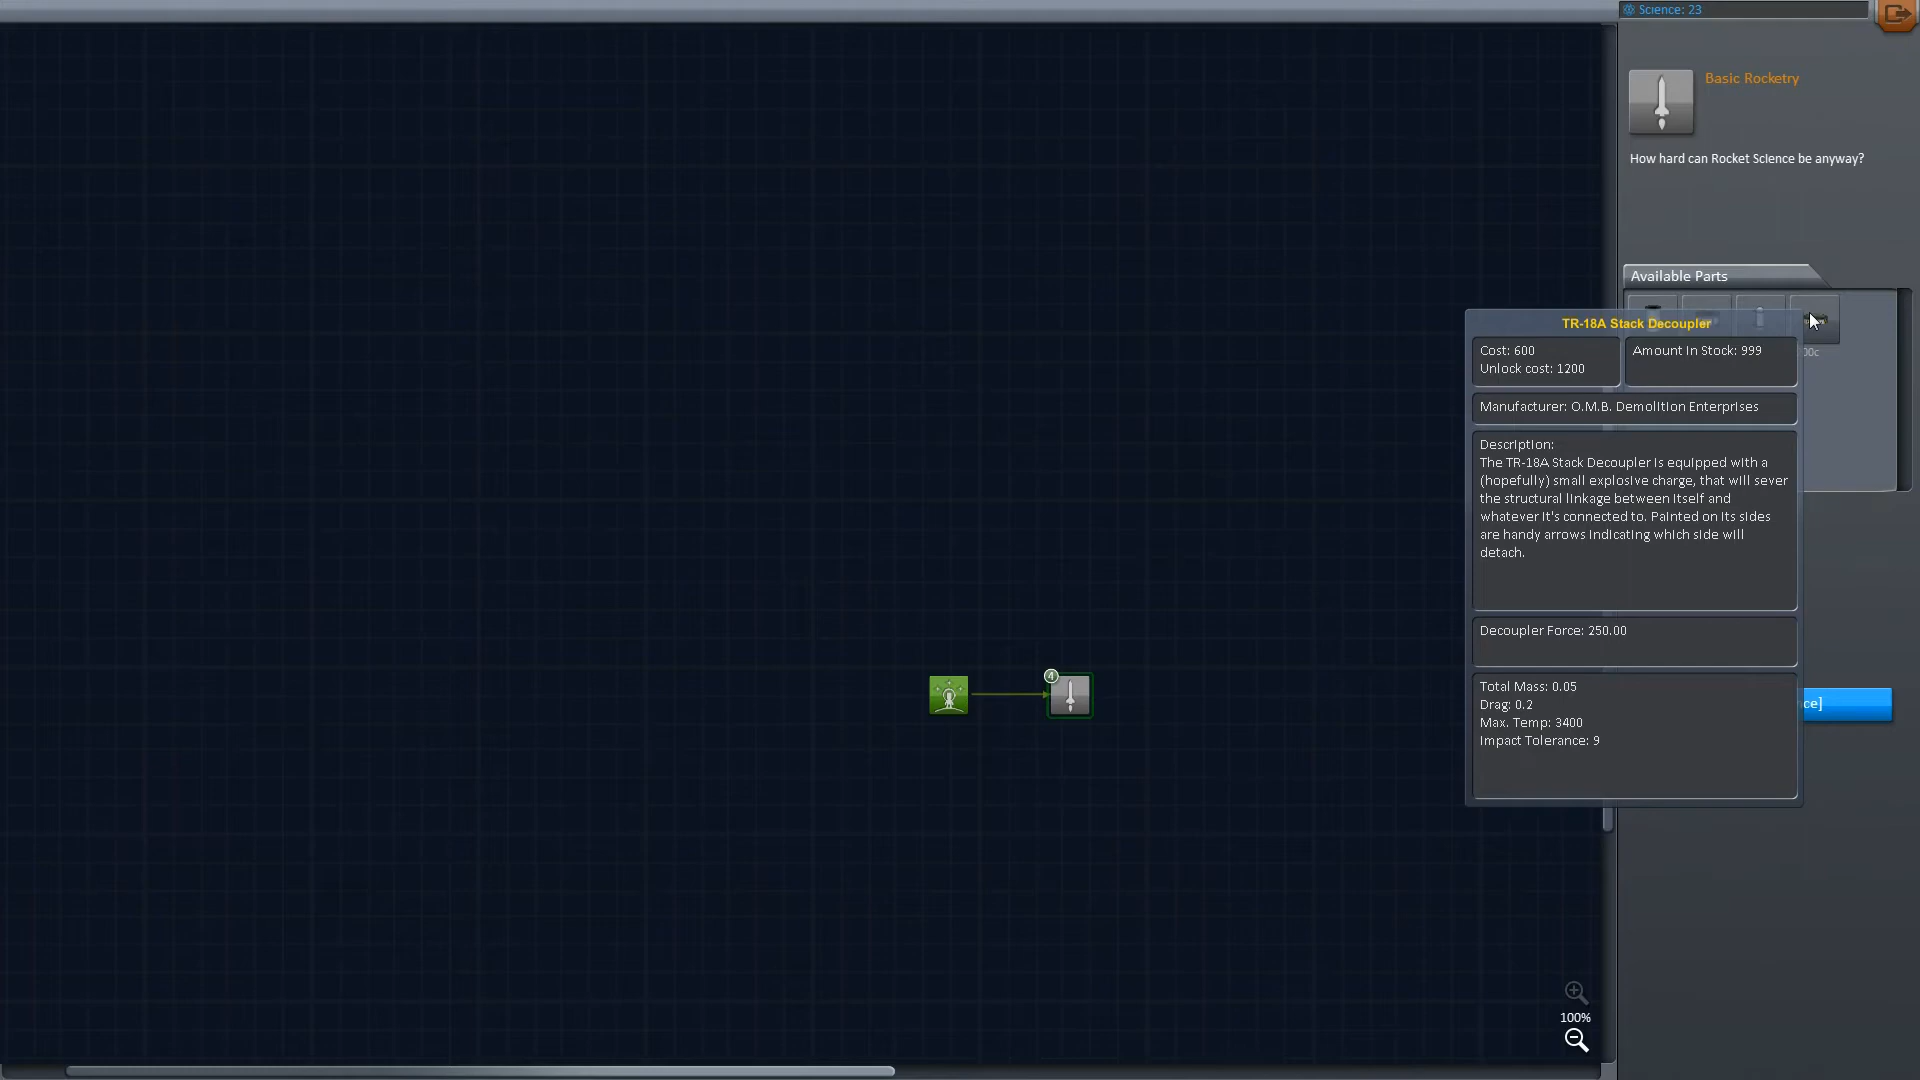 Science: 23
Basic Rocketry
How hard can Rocket Science be anyway?
Available Parts
TR-18A Stack Decoupler
Cost: 600
Unlock cost: 1200
Amount In Stock: 999
Manufacturer: O.M.B. Demolition Enterprises
Description:
The TR-18A Stack Decoupler is equipped with a
(hopefully) small explosive charge, that will sever
the structural linkage between itself and
whatever it's connected to. Painted on its sides
are handy arrows indicating which side will
detach.
Decoupler Force: 250.00
4
Total Mass: 0.05
Drag: 0.2
Max. Temp: 3400
Impact Tolerance: 9
ce]
100%